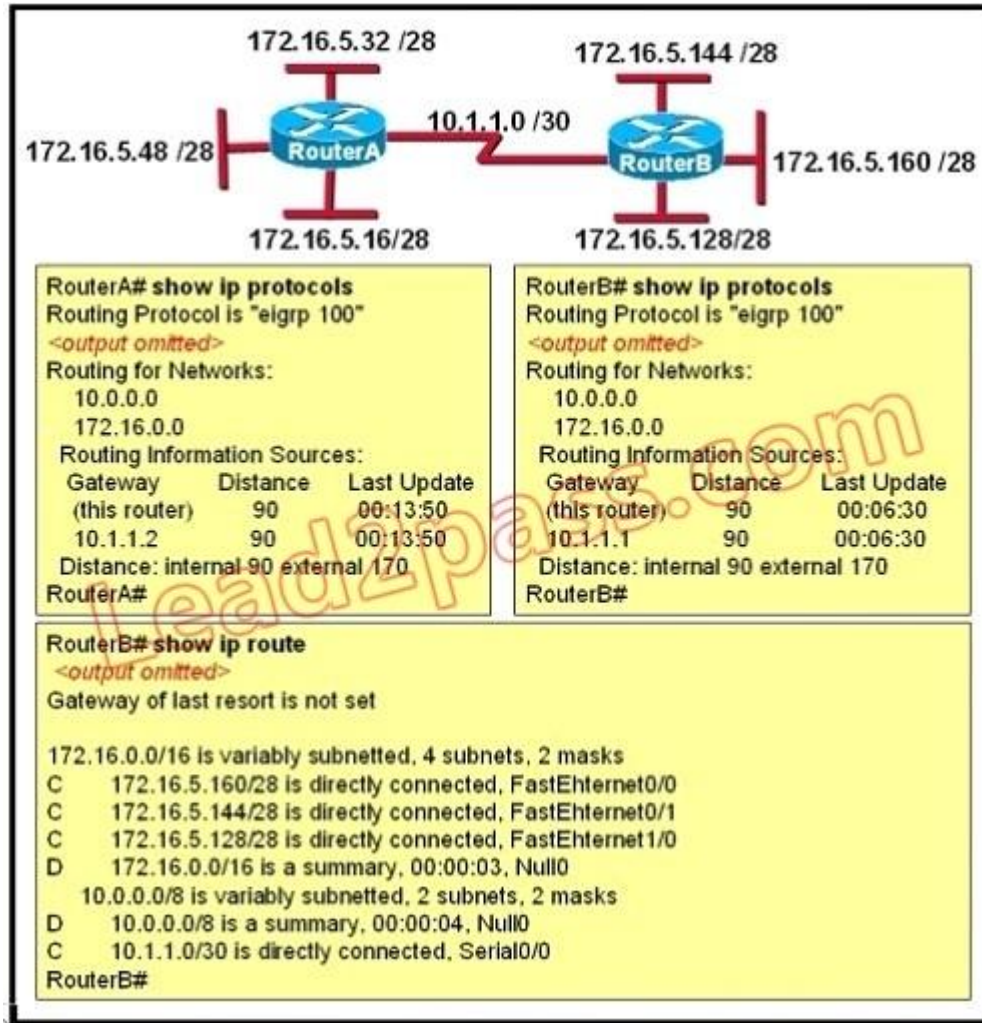 172.16.5.32 /28
172.16.5.144 /28
10.1.1.0 /30
172.16.5.48 /28
RouterA
RouterB
172.16.5.160 /28
172.16.5.16/28
172.16.5.128/28
RouterA# show ip protocols
Routing Protocol is "eigrp 100"
<output omitted>
Routing for Networks:
10.0.0.0
172.16.0.0
Routing Information Sources:
Gateway Distance Last Update
(this router) 90 00:13:50
10.1.1.2 90 00:13:50
Distance: internal 90 external 170
RouterA#
RouterB# show ip protocols
Routing Protocol is "eigrp 100"
<output omitted>
Routing for Networks:
10.0.0.0
172.16.0.0
Routing Information Sources:
Gateway Distance Last Update
(this router) 90 00:06:30
10.1.1.1 90 00:06:30
Distance: internal 90 external 170
RouterB#
Lead2pass.com
RouterB# show ip route
<output omitted>
Gateway of last resort is not set
172.16.0.0/16 is variably subnetted, 4 subnets, 2 masks
C 172.16.5.160/28 is directly connected, FastEhternet0/0
C 172.16.5.144/28 is directly connected, FastEhternet0/1
C 172.16.5.128/28 is directly connected, FastEhternet1/0
D 172.16.0.0/16 is a summary, 00:00:03, Null0
10.0.0.0/8 is variably subnetted, 2 subnets, 2 masks
D 10.0.0.0/8 is a summary, 00:00:04, Null0
C 10.1.1.0/30 is directly connected, Serial0/0
RouterB#